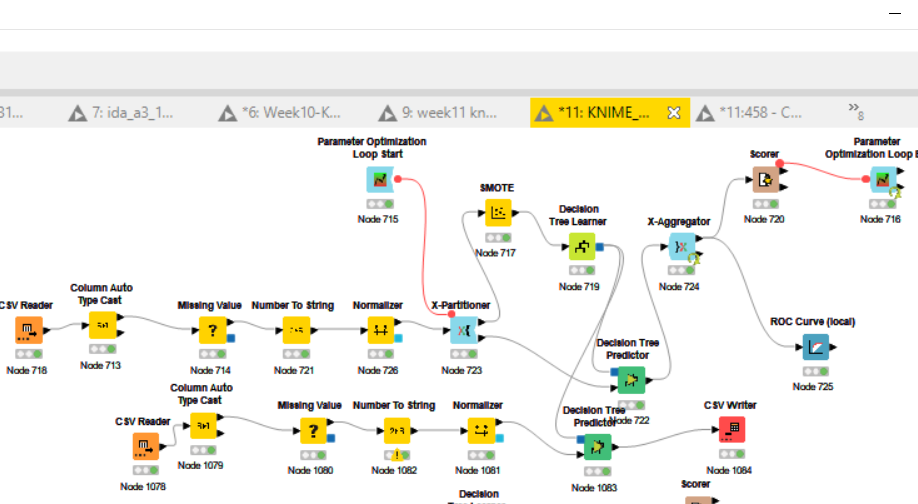 31...
7: ida_a3_1...
*6: Week10-K...
9: week11 kn...
*11: KNIME_...
*11:458 - C...
8
Parameter Optimization
Loop Start
Node 715
SMOTE
Node 717
Decision
Tree Learner
Node 719
X-Aggregator
Node 724
Scorer
Node 720
Parameter
Optimization Loop E
Node 716
CSV Reader
Node 718
Column Auto
Type Cast
Node 713
Missing Value
Node 714
Number To String
Node 721
Normalizer
Node 726
X-Partitioner
Node 723
Decision Tree
Predictor
Node 722
ROC Curve (local)
Node 725
CSV Reader
Node 1078
Column Auto
Type Cast
Node 1079
Missing Value
Node 1080
Number To String
Node 1082
Normalizer
Node 1081
Decision Tree
Predictor
Node 1083
CSV Writer
Node 1084
Decision
Scorer